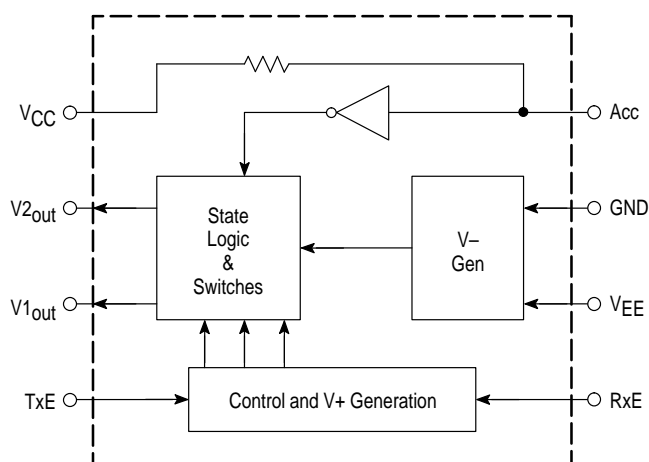 VCC
Acc
V2out
State
Logic
&
Switches
V–
Gen
GND
V1out
VEE
TxE
Control and V+ Generation
RxE